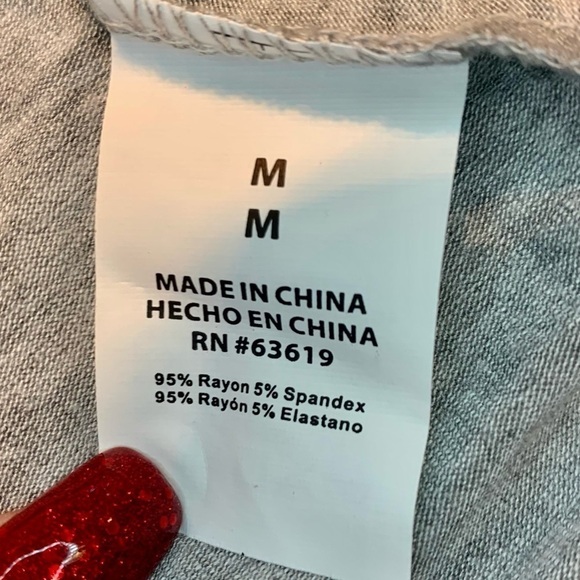 M
M
MADE IN CHINA
HECHO EN CHINA
RN #63619
95% Rayon 5% Spandex
95% Rayón 5% Elastano